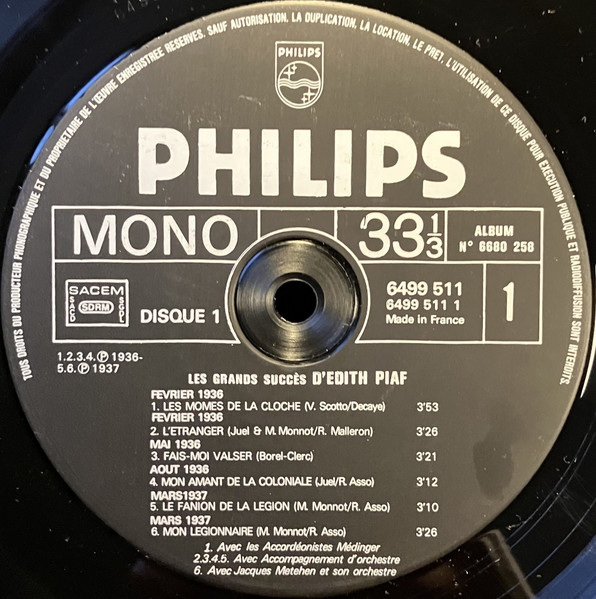 TOUS DROITS DU PRODUCTEUR PHONOGRAPHIQUE ET DU PROPRIETAIRE DE L'ŒUVRE ENREGISTREE RESERVES. SAUF AUTORISATION, LA DUPLICATION, LA LOCATION, LE PRET, L'UTILISATION DE CE DISQUE POUR EXECUTION PUBLIQUE ET RADIODIFFUSION SONT INTERDITS.
PHILIPS
PHILIPS
MONO
33 1/3
ALBUM
N° 6680 258
SACEM
SACD
SDRM
SGDL
DISQUE 1
6499 511
6499 511 1
Made in France
1
1.2.3.4.Ⓟ 1936-
5.6.Ⓟ 1937
LES GRANDS SUCCÈS D'EDITH PIAF
FEVRIER 1936
1. LES MOMES DE LA CLOCHE (V. Scotto/Decaye) 3'53
FEVRIER 1936
2. L'ETRANGER (Juel & M. Monnot/R. Malleron) 3'26
MAI 1936
3. FAIS-MOI VALSER (Borel-Clerc) 3'21
AOUT 1936
4. MON AMANT DE LA COLONIALE (Juel/R. Asso) 3'12
MARS1937
5. LE FANION DE LA LEGION (M. Monnot/R. Asso) 3'10
MARS 1937
6. MON LEGIONNAIRE (M. Monnot/R. Asso) 3'26
1. Avec les Accordéonistes Médinger
2.3.4.5. Avec Accompagnement d'orchestre
6. Avec Jacques Metehen et son orchestre